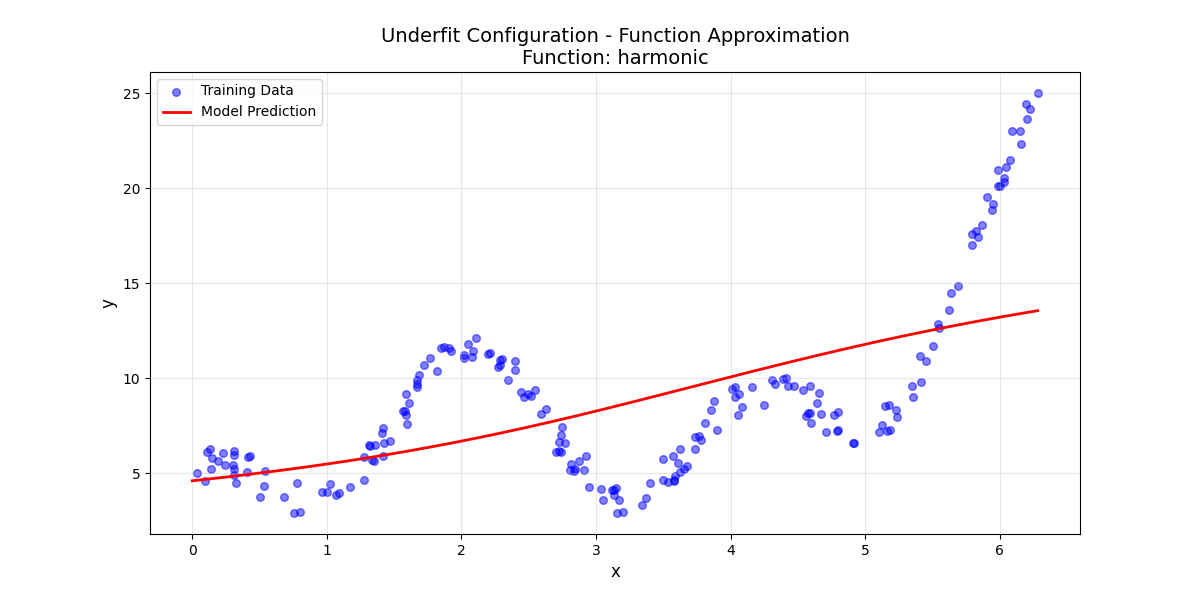 Underfit Configuration - Function Approximation
Function: harmonic
Training Data
Model Prediction
25
20
15
10
5
y
0 1 2 3 4 5 6
x